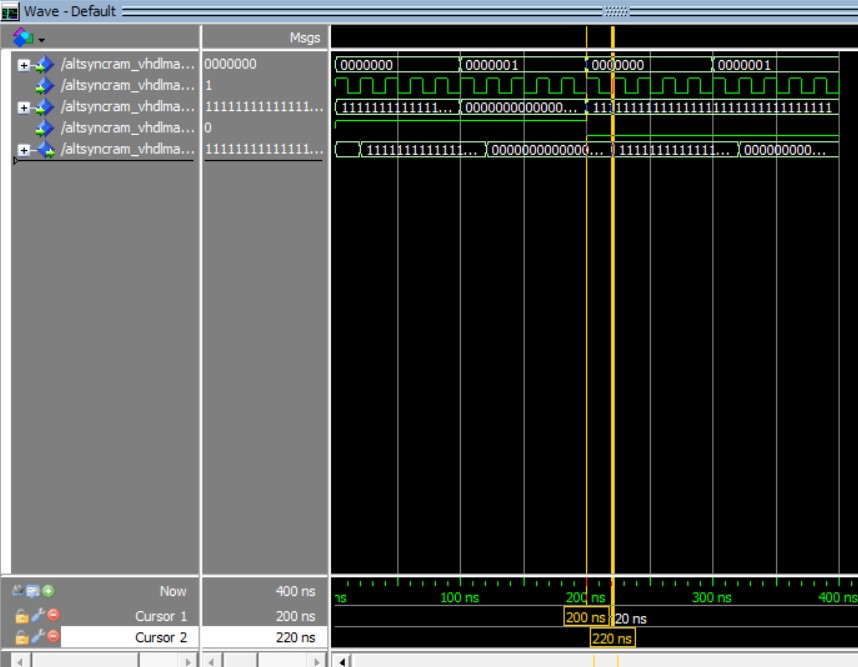 Wave - Default
Msgs
/altsyncram_vhdlma... 0000000 0000000 0000001 0000000 0000001
/altsyncram_vhdlma... 1
/altsyncram_vhdlma... 11111111111111... 1111111111111... 0000000000000... 11111111111111111111111111111111
/altsyncram_vhdlma... 0
/altsyncram_vhdlma... 11111111111111... 1111111111111... 0000000000000... 1111111111111... 000000000...
Now 400 ns ns 100 ns 200 ns 300 ns 400 ns
Cursor 1 200 ns 200 ns 20 ns
Cursor 2 220 ns 220 ns